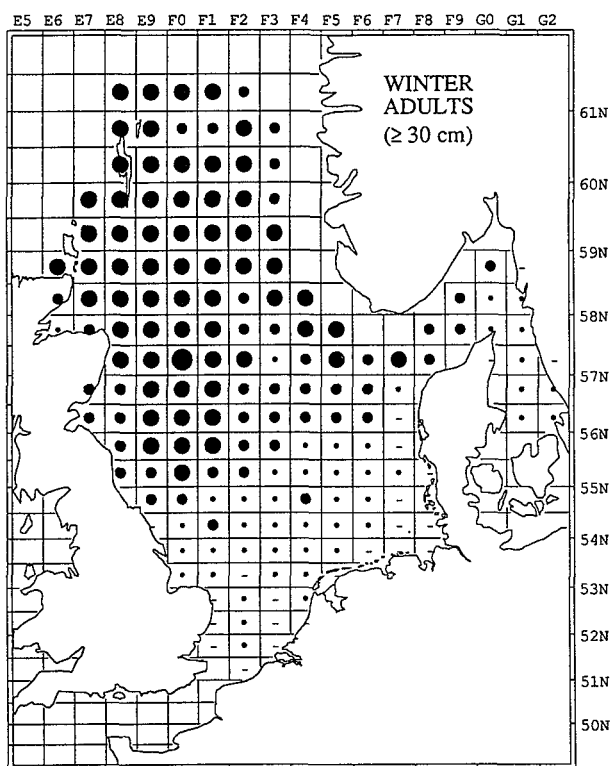 E5 E6 E7 E8 E9 F0 F1 F2 F3 F4 F5 F6 F7 F8 F9 G0 G1 G2
WINTER
ADULTS
(≥ 30 cm)
61N
60N
59N
58N
57N
56N
55N
54N
53N
52N
51N
50N